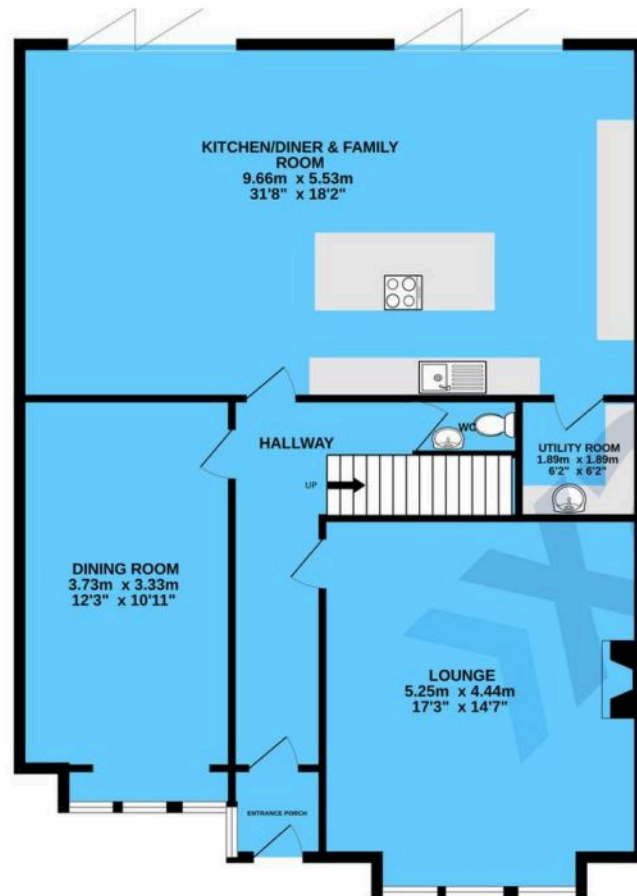 KITCHEN/DINER & FAMILY
ROOM
9.66m x 5.53m
31'8" x 18'2"
HALLWAY
WC
UTILITY ROOM
1.89m x 1.89m
6'2" x 6'2"
UP
DINING ROOM
3.73m x 3.33m
12'3" x 10'11"
LOUNGE
5.25m x 4.44m
17'3" x 14'7"
ENTRANCE PORCH